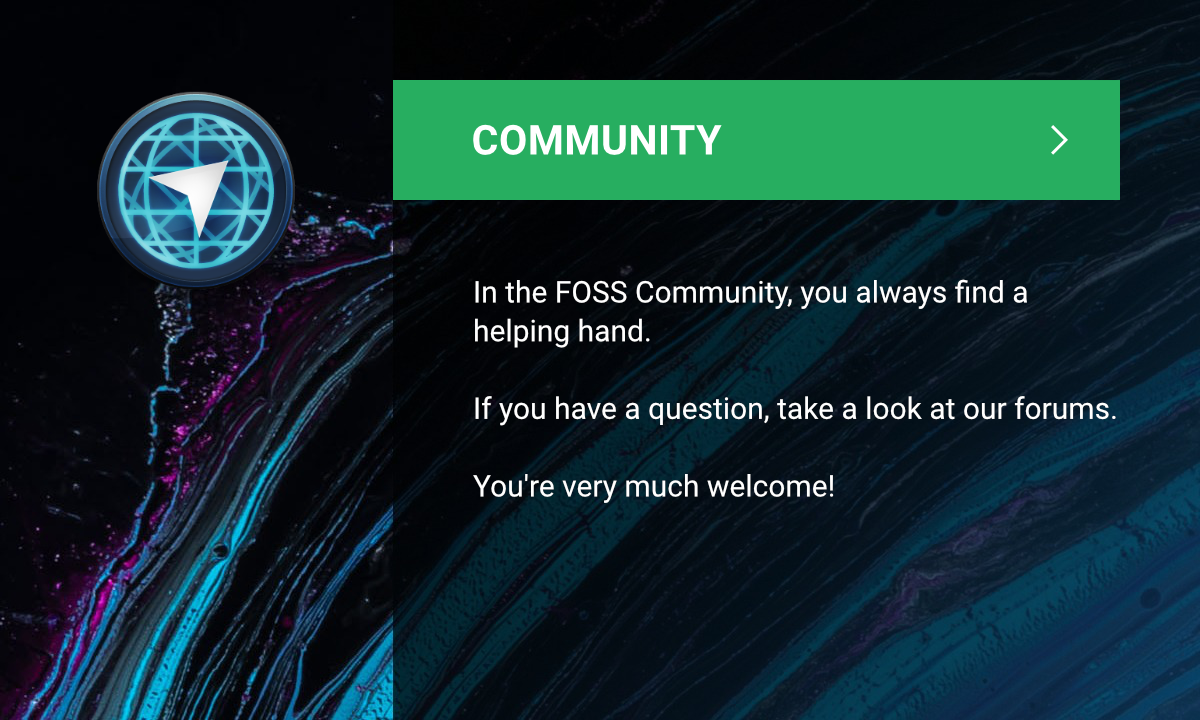 COMMUNITY
In the FOSS Community, you always find a
helping hand.
If you have a question, take a look at our forums.
You're very much welcome!